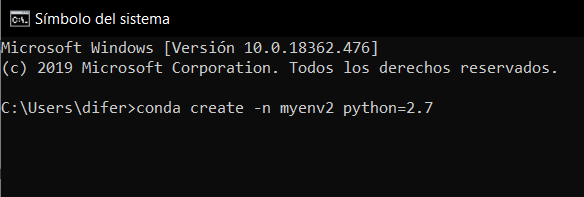 Símbolo del sistema
Microsoft Windows [Versión 10.0.18362.476]
(c) 2019 Microsoft Corporation. Todos los derechos reservados.
C:\Users\difer>conda create -n myenv2 python=2.7